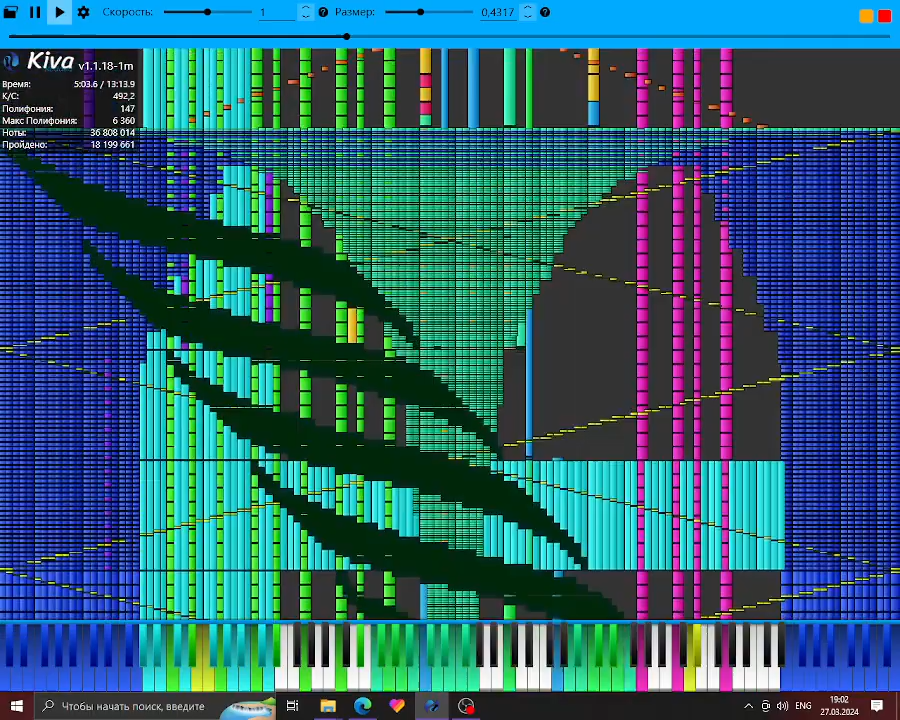 Скорость: 1 Размер: 0,4317
Kiva v1.1.18-1m
Время: 5:03.6 / 13:13.9
К/С: 492,2
Полифония: 147
Макс Полифония: 6 360
Ноты: 36 808 014
Пройдено: 18 199 661
Чтобы начать поиск, введите
ENG
19:02
27.03.2024